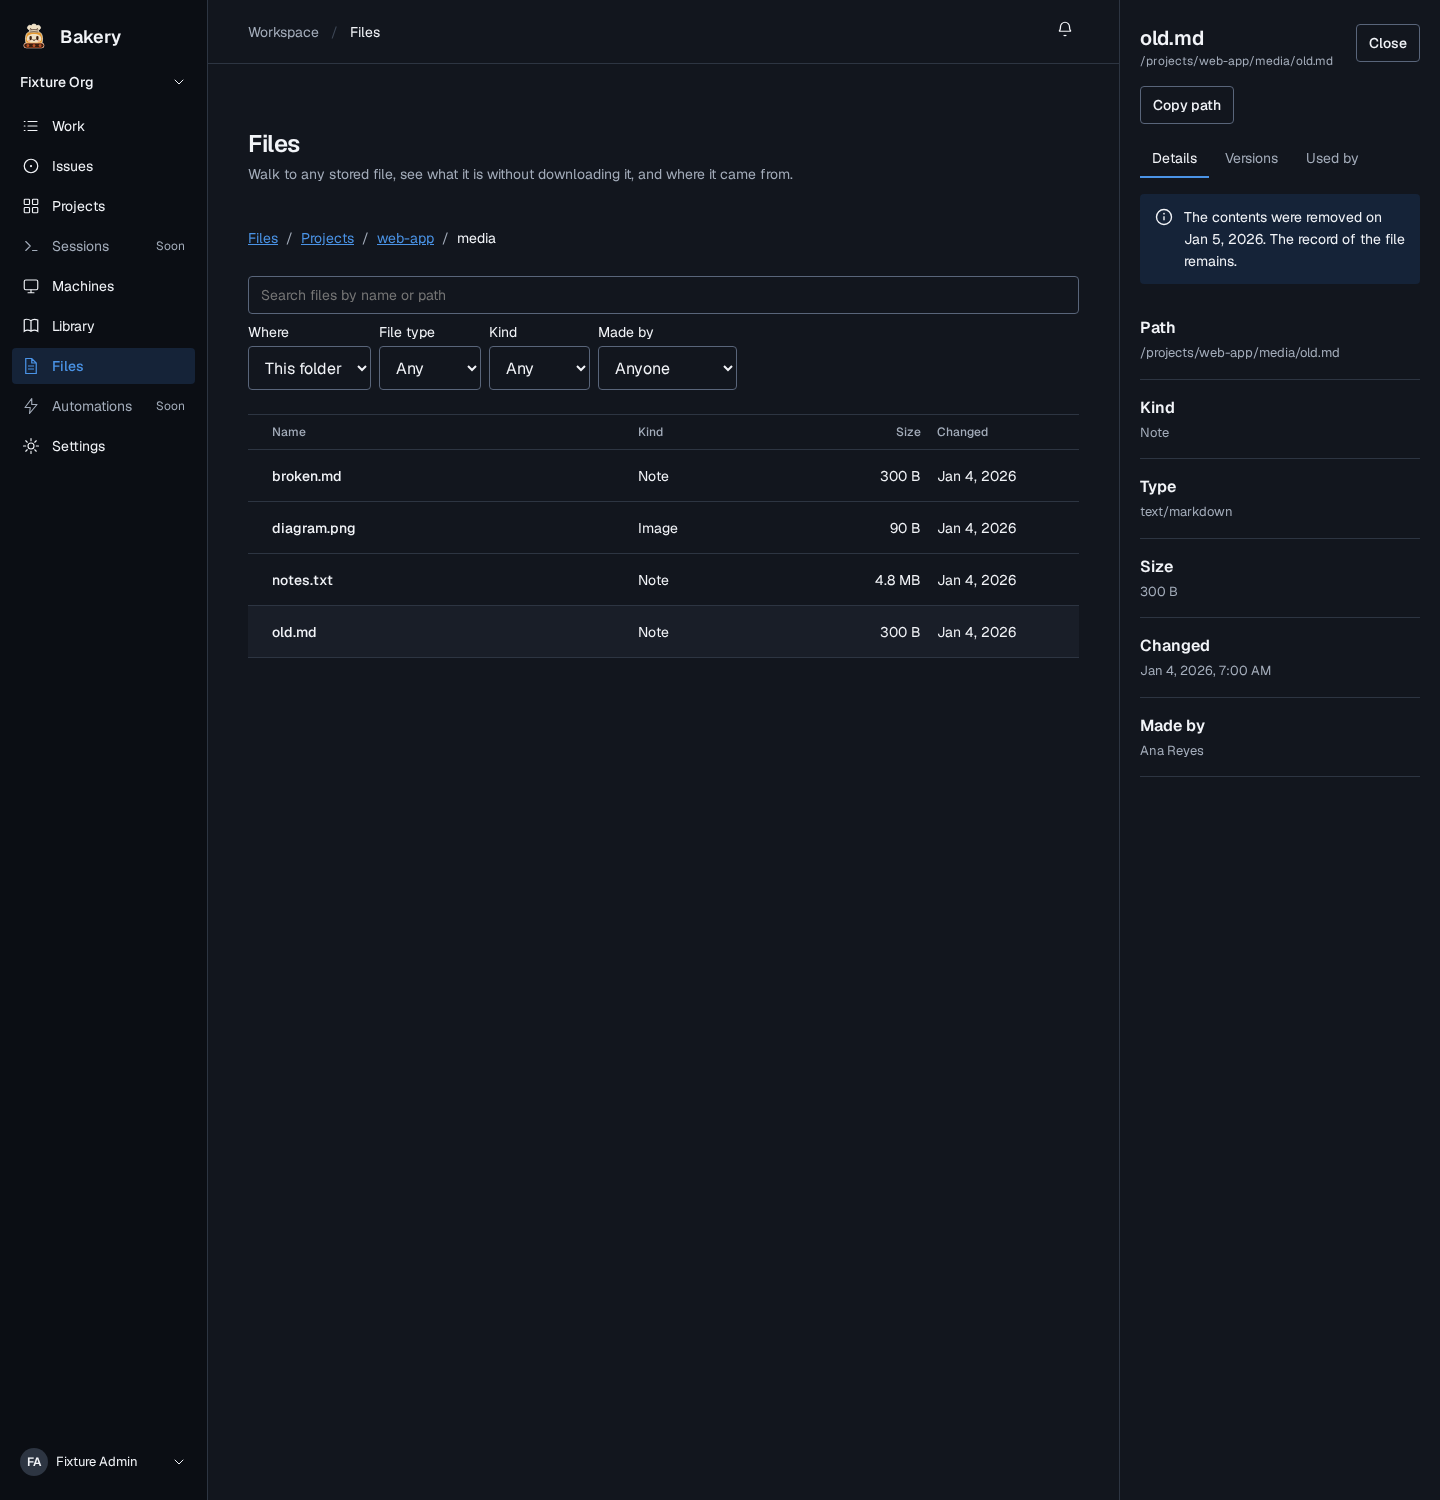 Bakery
Fixture Org
Work
Issues
Projects
Sessions Soon
Machines
Library
Files
Automations Soon
Settings
FA Fixture Admin
Workspace / Files
Files
Walk to any stored file, see what it is without downloading it, and where it came from.
Files / Projects / web-app / media
Search files by name or path
Where File type Kind Made by
This folder Any Any Anyone
Name Kind Size Changed
broken.md Note 300 B Jan 4, 2026
diagram.png Image 90 B Jan 4, 2026
notes.txt Note 4.8 MB Jan 4, 2026
old.md Note 300 B Jan 4, 2026
old.md
/projects/web-app/media/old.md
Close
Copy path
Details Versions Used by
The contents were removed on
Jan 5, 2026. The record of the file
remains.
Path
/projects/web-app/media/old.md
Kind
Note
Type
text/markdown
Size
300 B
Changed
Jan 4, 2026, 7:00 AM
Made by
Ana Reyes